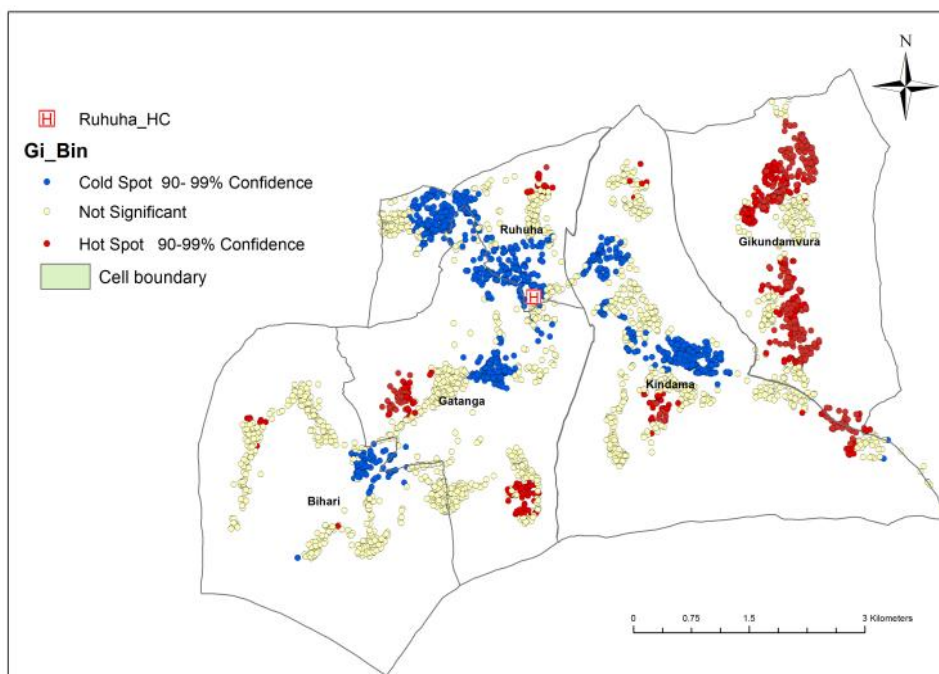 N
H Ruhuha_HC
Gi_Bin
Cold Spot 90- 99% Confidence
Not Significant
Hot Spot 90-99% Confidence
Cell boundary
Ruhuha
Gikundamvura
H
Kindama
Gatanga
Bihari
0 0.75 1.5 3 Kilometers